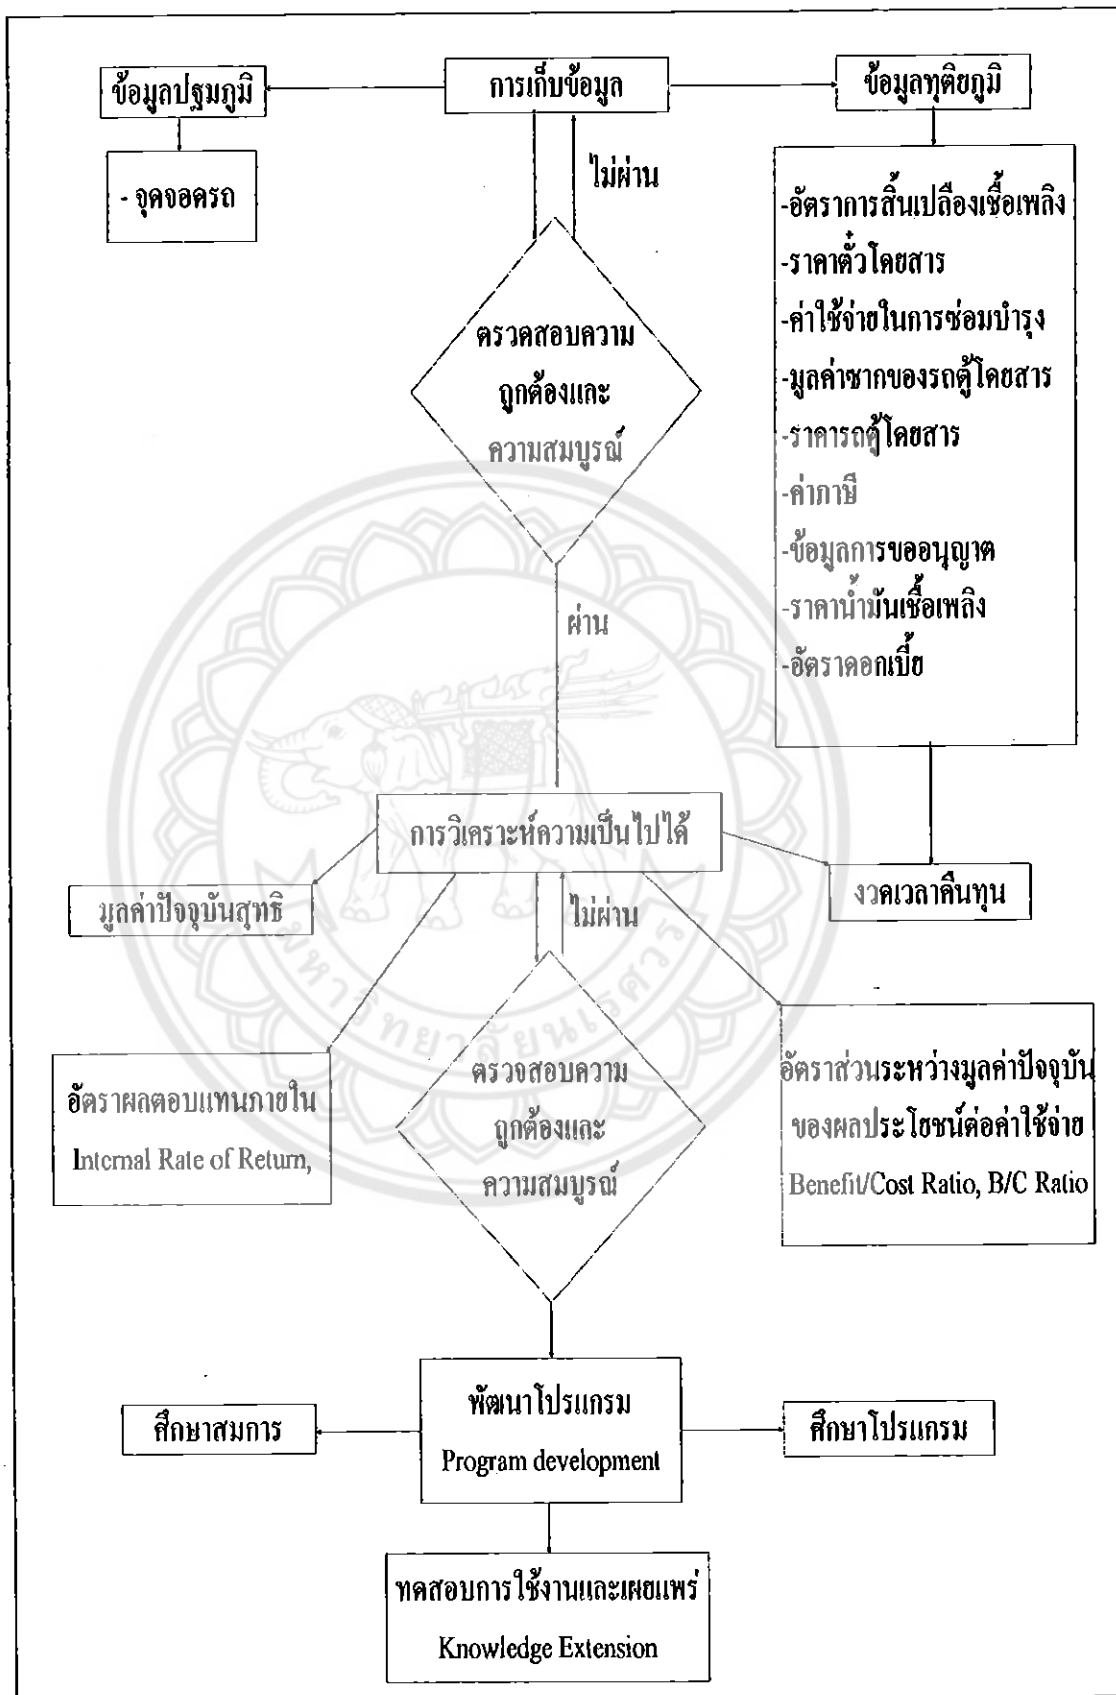 ข้อมูลปฐมภูมิ
การเก็บข้อมูล
ข้อมูลทุติยภูมิ
- จุดจอดรถ
ไม่ผ่าน
-อัตราการสิ้นเปลืองเชื้อเพลิง
-ราคาตั๋วโดยสาร
-ค่าใช้จ่ายในการซ่อมบำรุง
-มูลค่าซากของรถตู้โดยสาร
-ราคารถตู้โดยสาร
-ค่าภาษี
-ข้อมูลการขออนุญาต
-ราคาน้ำมันเชื้อเพลิง
-อัตราดอกเบี้ย
ตรวดสอบความ
ถูกต้องและ
ความสมบูรณ์
ผ่าน
การวิเคราะห์ความเป็นไปได้
มูลค่าปัจจุบันสุทธิ
ไม่ผ่าน
งวดเวลาคืนทุน
มหาวิทยาลัยนเรศวร
อัตราผลตอบแทนภายใน
Internal Rate of Return,
ตรวจสอบความ
ถูกต้องและ
ความสมบูรณ์
อัตราส่วนระหว่างมูลค่าปัจจุบัน
ของผลประโยชน์ต่อค่าใช้จ่าย
Benefit/Cost Ratio, B/C Ratio
ศึกษาสมการ
พัฒนาโปรแกรม
Program development
ศึกษาโปรแกรม
ทดสอบการใช้งานและเผยแพร่
Knowledge Extension